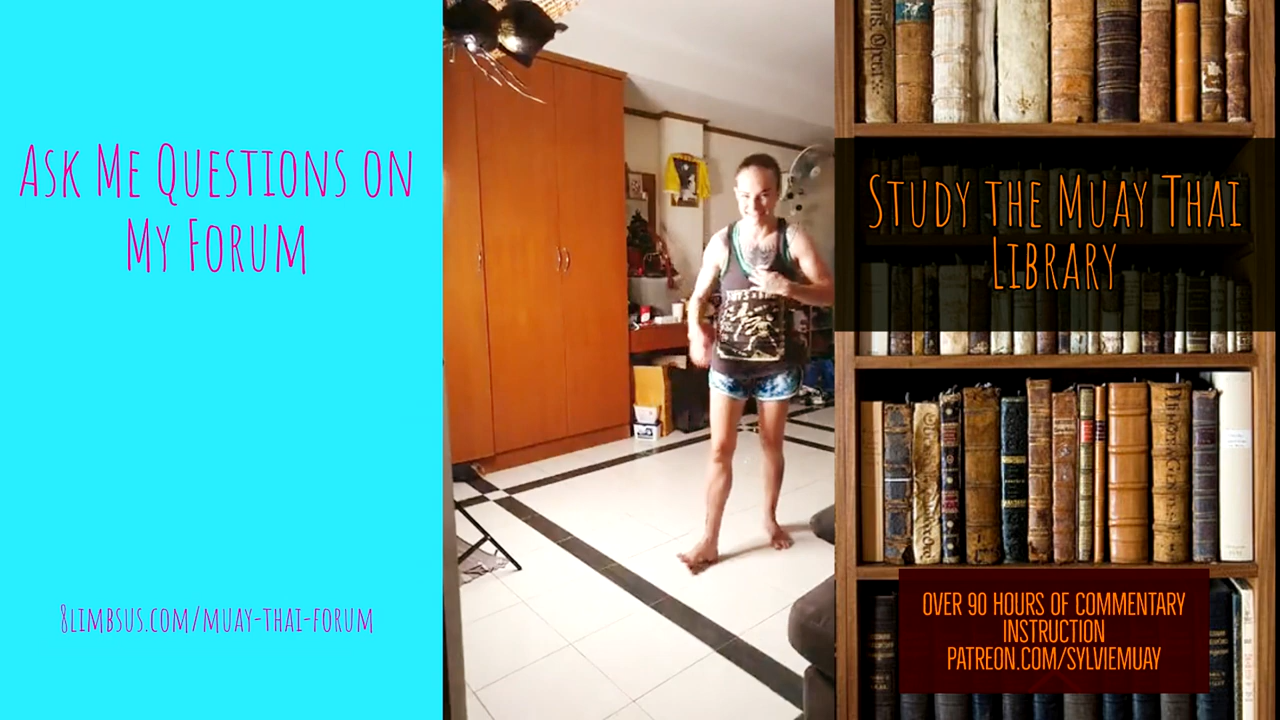 Ask Me Questions on
My Forum
8limbsus.com/muay-thai-forum
Study the Muay Thai
Library
OVER 90 HOURS OF COMMENTARY
INSTRUCTION
PATREON.COM/SYLVIEMUAY